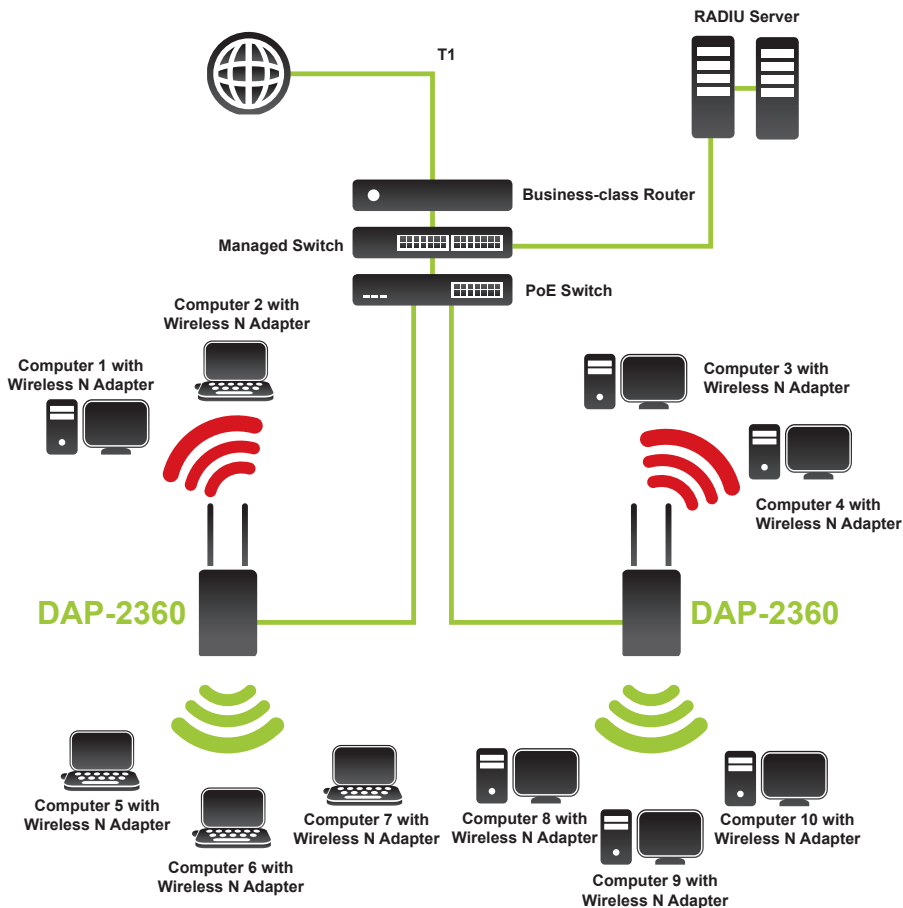 RADIU Server
T1
Business-class Router
Managed Switch
PoE Switch
Computer 2 with
Wireless N Adapter
Computer 1 with
Wireless N Adapter
Computer 3 with
Wireless N Adapter
Computer 4 with
Wireless N Adapter
DAP-2360
DAP-2360
Computer 5 with
Wireless N Adapter
Computer 6 with
Wireless N Adapter
Computer 7 with
Wireless N Adapter
Computer 8 with
Wireless N Adapter
Computer 9 with
Wireless N Adapter
Computer 10 with
Wireless N Adapter